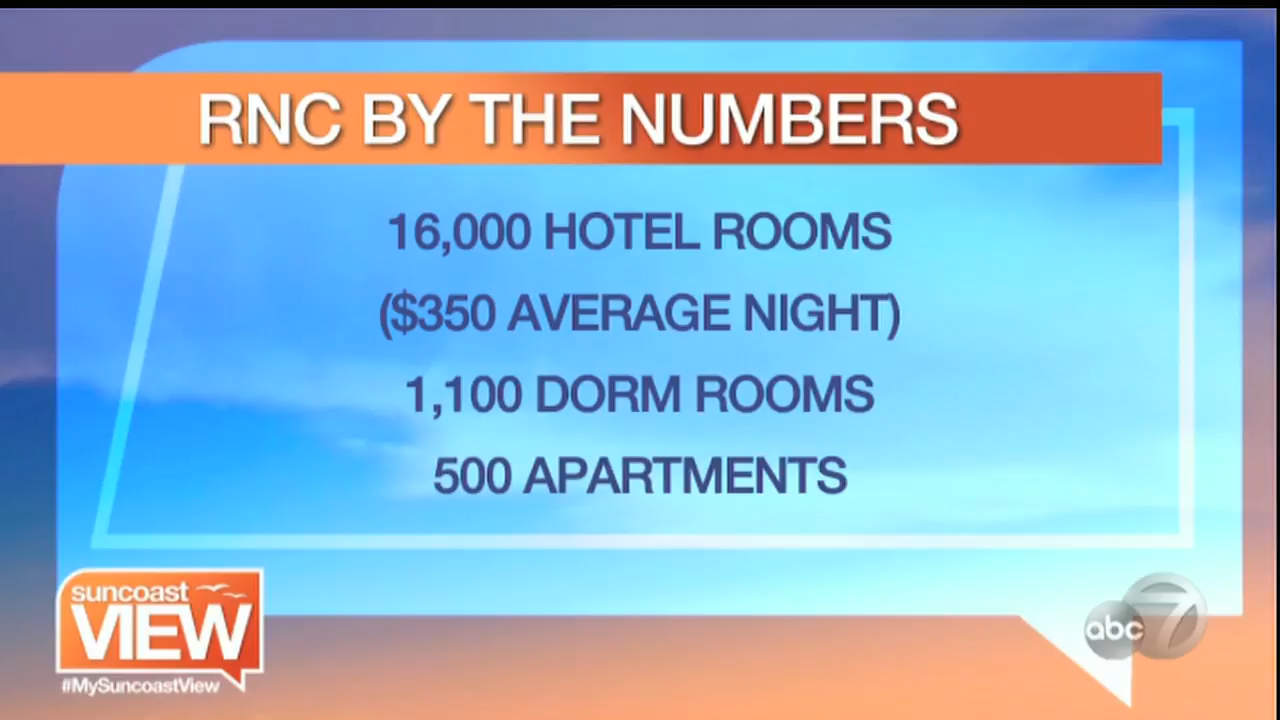 RNC BY THE NUMBERS
16,000 HOTEL ROOMS
($350 AVERAGE NIGHT)
1,100 DORM ROOMS
500 APARTMENTS
suncoast
VIEW
#MySuncoastView
abc 7